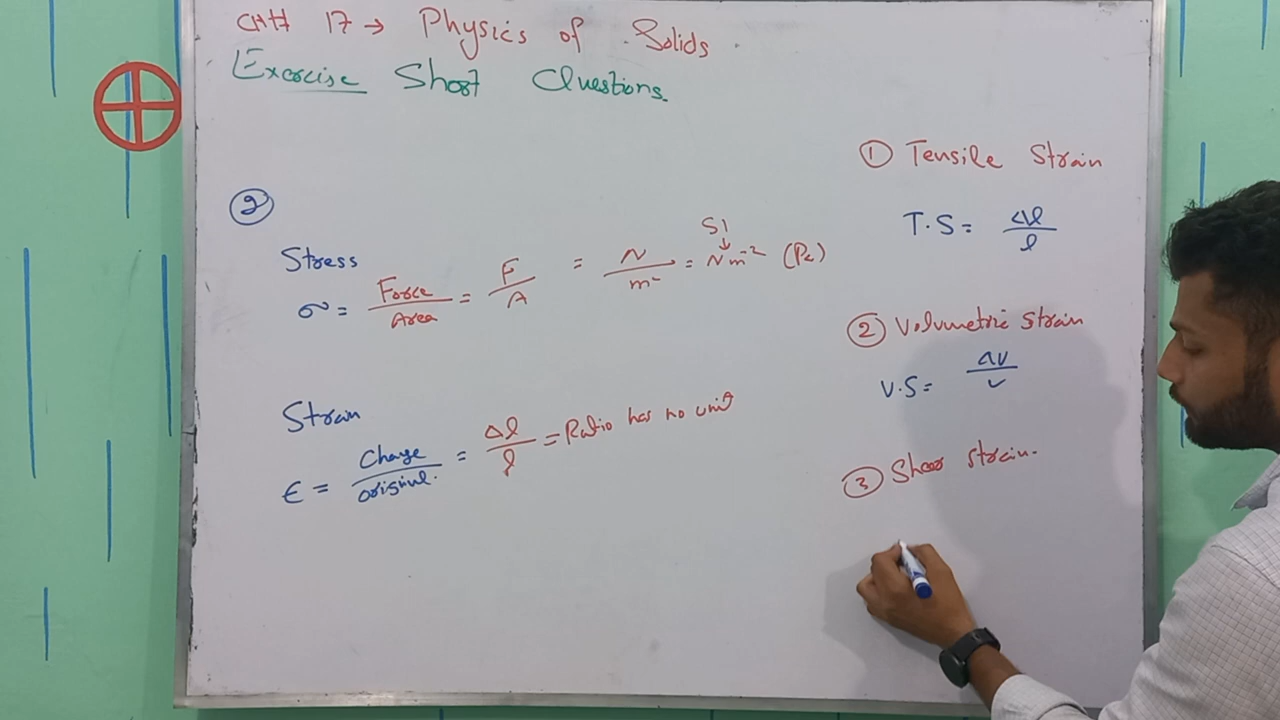 CH# 17 → Physics of Solids.
Exercise Short Questions.
2
Stress
σ = Force/Area = F/A = N/m² = Nm⁻² (Pa)
SI
↓
Strain
ϵ = Change/original. = Δl/l = Ratio has no unit
① Tensile Strain
T.S = Δl/l
② Volumetric Strain
V.S = ΔV/V
③ Shear Strain.